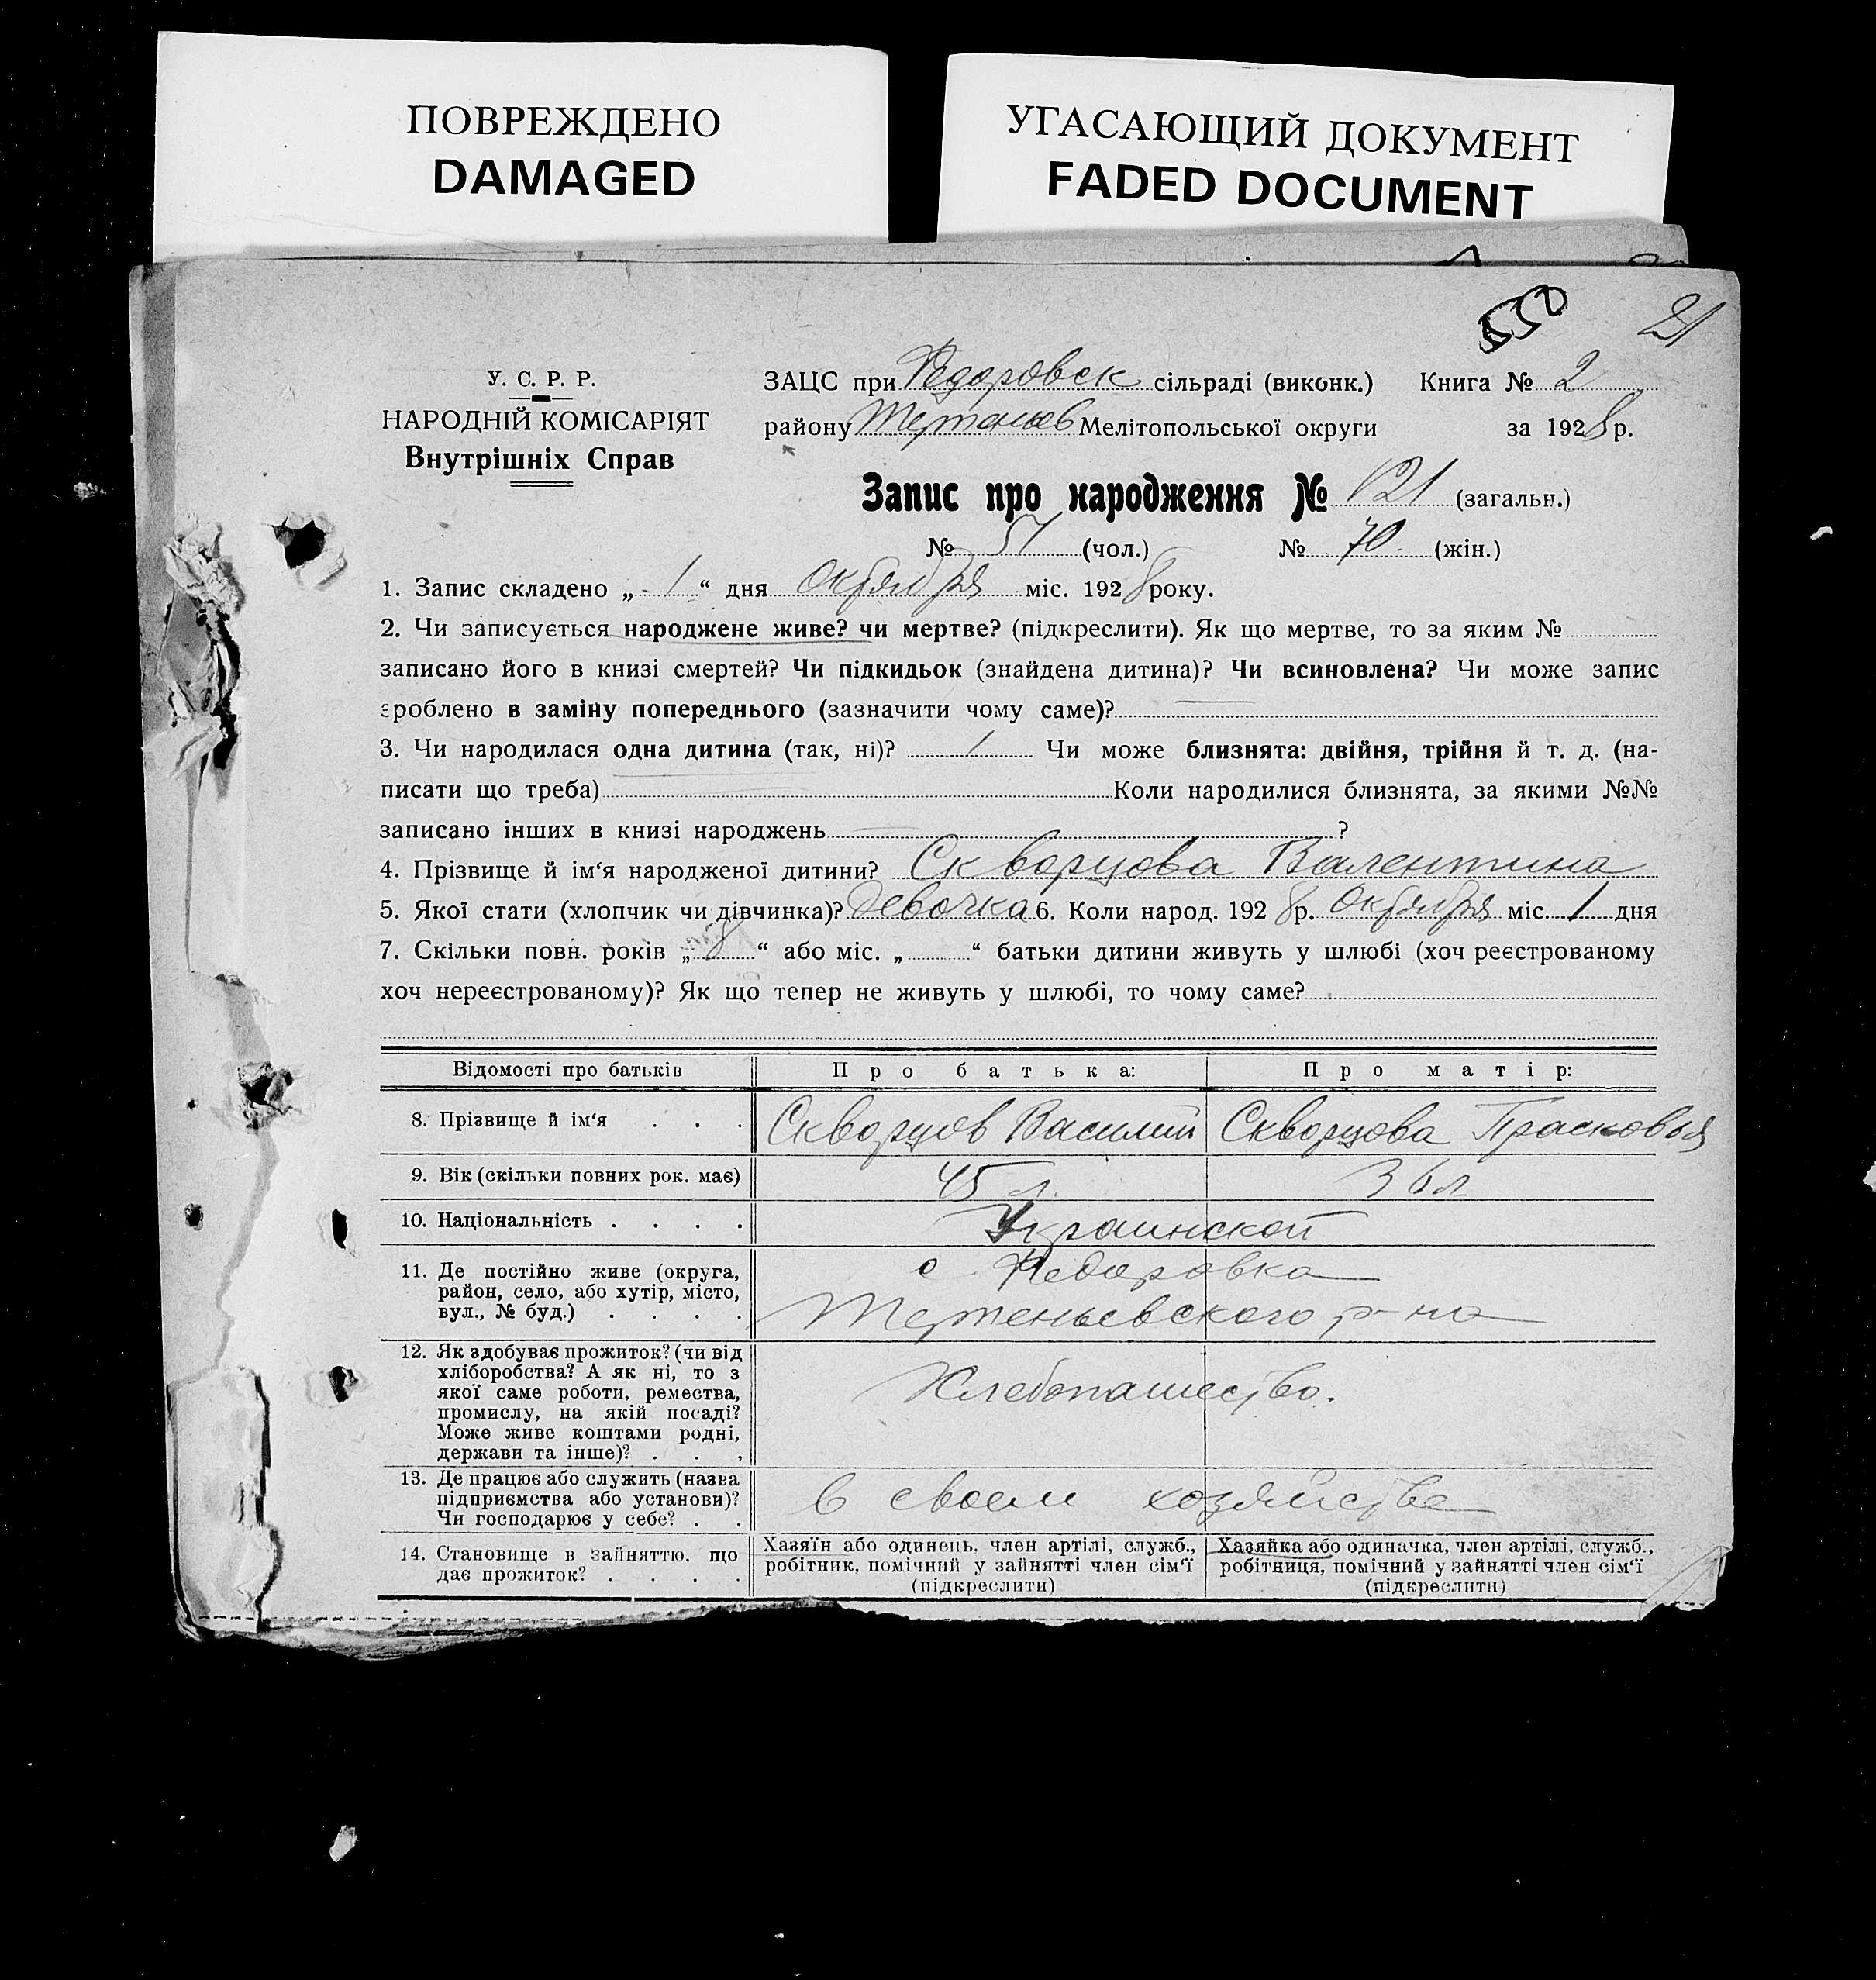 ПОВРЕЖДЕНО
DAMAGED
УГАСАЮЩИЙ ДОКУМЕНТ
FADED DOCUMENT
550 21
У. С. Р. Р.
НАРОДНІЙ КОМІСАРІЯТ
Внутрішніх Справ
ЗАЦС при Федоровск сільраді (виконк.) Книга № 2
району Терпеньев Мелітопольської округи за 1928 р.
Запис про народження № 121 (загальн.)
№ 51 (чол.) № 70 (жін.)
1. Запис складено „ 1 “ дня октября міс. 1928 року.
2. Чи записується народжене живе? чи мертве? (підкреслити). Як що мертве, то за яким №
записано його в книзі смертей? Чи підкидьок (знайдена дитина)? Чи всиновлена? Чи може запис
зроблено в заміну попереднього (зазначити чому саме)?
3. Чи народилася одна дитина (так, ні)? 1 Чи може близнята: двійня, трійня й т. д. (на-
писати що треба) Коли народилися близнята, за якими №№
записано інших в книзі народжень ?
4. Прізвище й ім‘я народженої дитини? Скворцова Валентина
5. Якої стати (хлопчик чи дівчинка)? девочка 6. Коли народ. 1928 р. октября міс. 1 дня
7. Скільки повн. років „ 8 “ або міс. „ “ батьки дитини живуть у шлюбі (хоч реєстрованому
хоч нереєстрованому)? Як що тепер не живуть у шлюбі, то чому саме?
Відомості про батьків Про батька: Про матір:
8. Прізвище й ім‘я . . . Скворцов Василий Скворцова Прасковья
9. Вік (скільки повних рок. має) 45 л. 36 л
10. Національність . . . . Украинской
11. Де постійно живе (округа,
район, село, або хутір, місто,
вул., № буд.) . . . .
с. Федоровка
Терпеньевского р-на
12. Як здобуває прожиток? (чи від
хліборобства? А як ні, то з
якої саме роботи, ремества,
промислу, на якій посаді?
Може живе коштами родні,
держави та інше)? . . .
Хлебопашество.
13. Де працює або служить (назва
підприємства або установи)?
Чи господарює у себе? . .
в своем хозяйстве
14. Становище в зайняттю, що
дає прожиток? . . . .
Хазяїн або одинець, член артілі, служб.,
робітник, помічний у зайнятті член сім‘ї
(підкреслити)
Хазяйка або одиначка, член артілі, служб.,
робітниця, помічний у зайнятті член сім‘ї
(підкреслити)